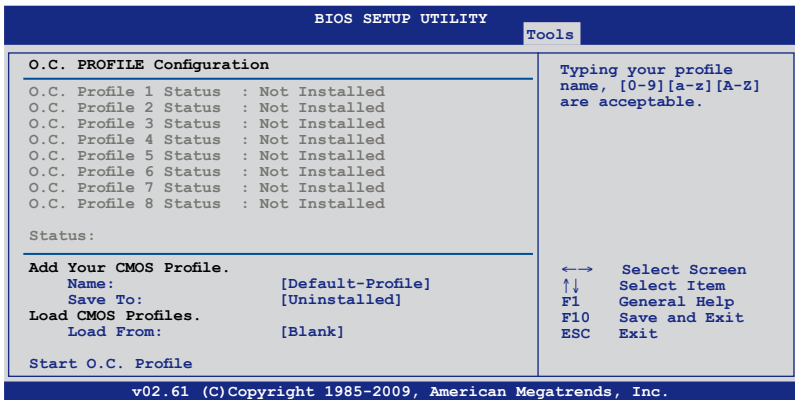 BIOS SETUP UTILITY
Tools
O.C. PROFILE Configuration
O.C. Profile 1 Status : Not Installed
O.C. Profile 2 Status : Not Installed
O.C. Profile 3 Status : Not Installed
O.C. Profile 4 Status : Not Installed
O.C. Profile 5 Status : Not Installed
O.C. Profile 6 Status : Not Installed
O.C. Profile 7 Status : Not Installed
O.C. Profile 8 Status : Not Installed
Status:
Add Your CMOS Profile.
Name: [Default-Profile]
Save To: [Uninstalled]
Load CMOS Profiles.
Load From: [Blank]
Start O.C. Profile
Typing your profile
name, [0-9][a-z][A-Z]
are acceptable.
←→ Select Screen
↑↓ Select Item
F1 General Help
F10 Save and Exit
ESC Exit
v02.61 (C)Copyright 1985-2009, American Megatrends, Inc.